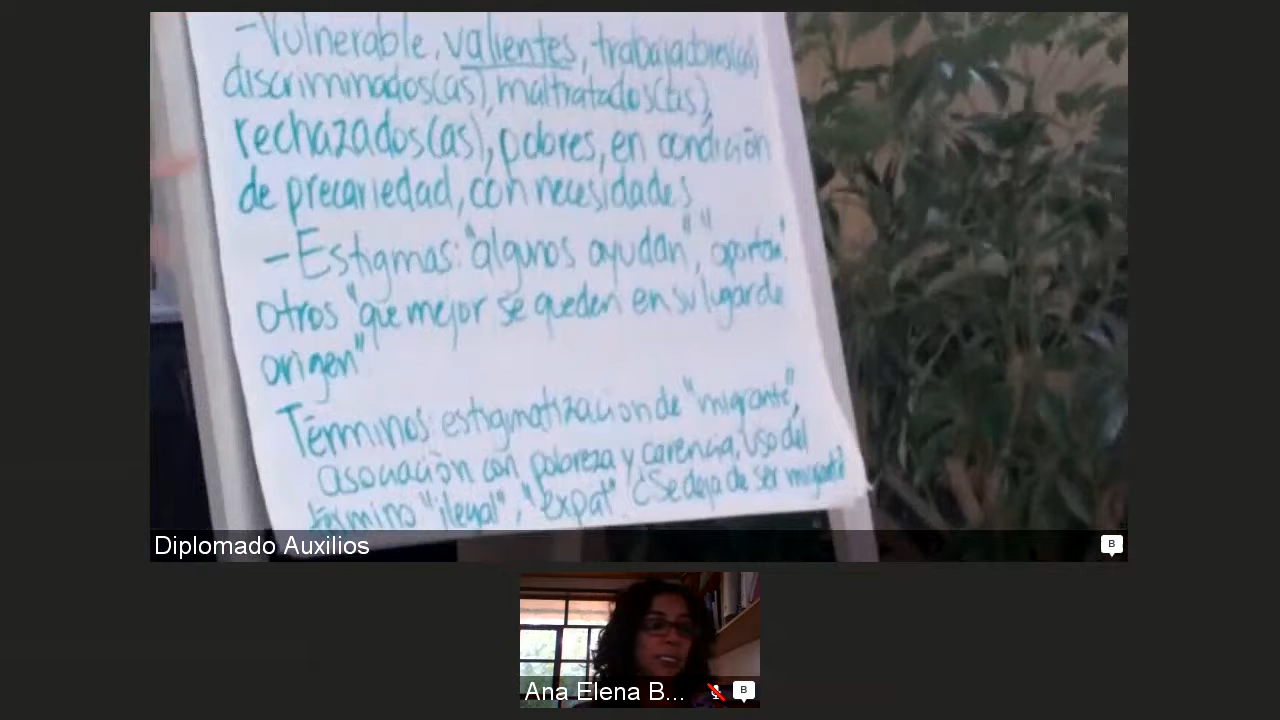 -Vulnerable, valientes, trabajadores(as)
discriminados(as), maltratados(as),
rechazados(as), pobres, en condición
de precariedad, con necesidades
-Estigmas: "algunos ayudan", "aportan".
otros "que mejor se queden en su lugar de
origen"
Términos: estigmatización de "migrante",
asociación con pobreza y carencia, uso del
término "ilegal", "expat". ¿Se deja de ser migrante?
Diplomado Auxilios
B
Ana Elena B...
B